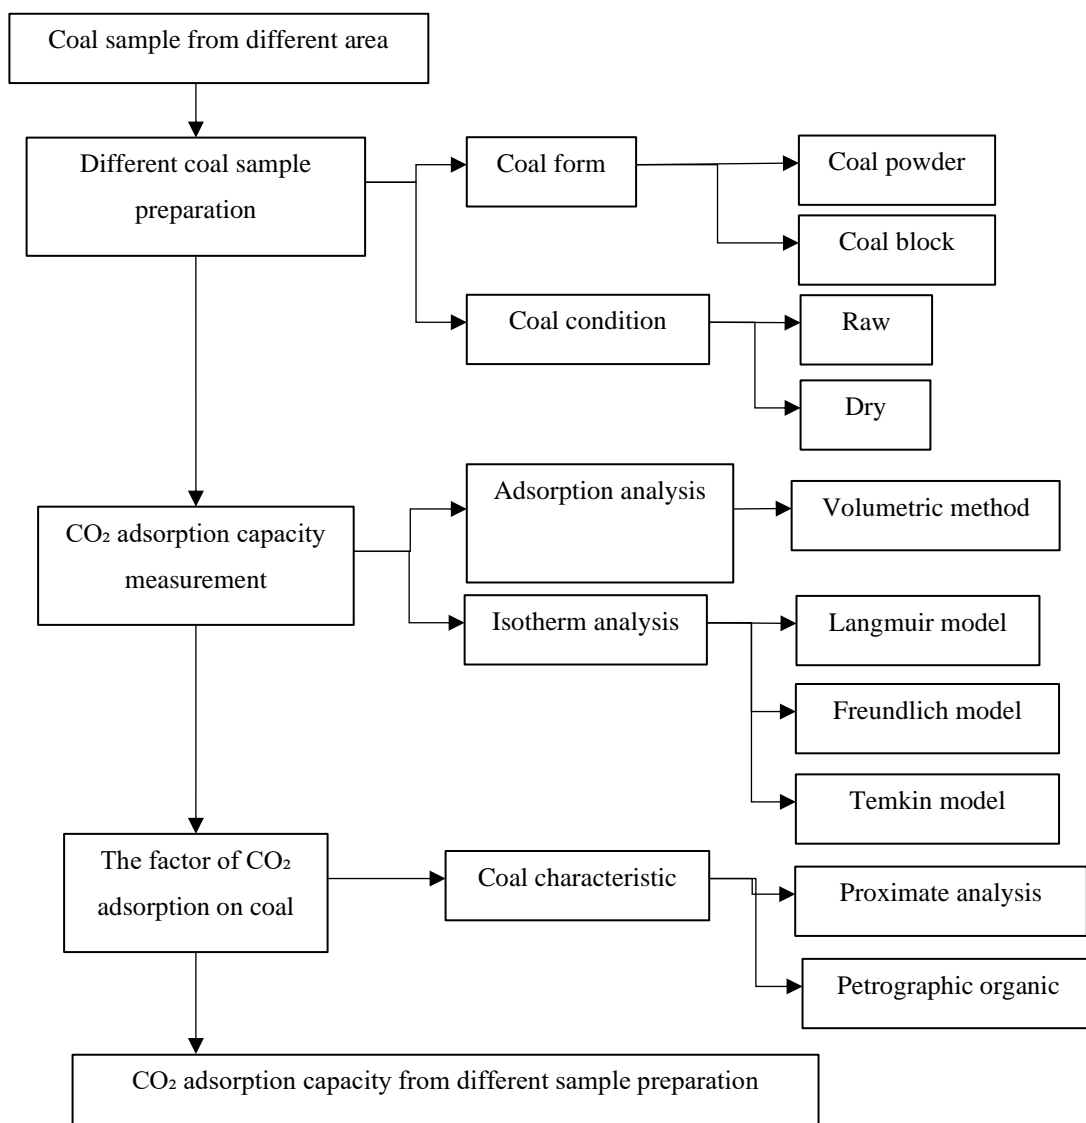 Coal sample from different area
Different coal sample
preparation
Coal form
Coal powder
Coal block
Coal condition
Raw
Dry
CO₂ adsorption capacity
measurement
Adsorption analysis
Volumetric method
Isotherm analysis
Langmuir model
Freundlich model
Temkin model
The factor of CO₂
adsorption on coal
Coal characteristic
Proximate analysis
Petrographic organic
CO₂ adsorption capacity from different sample preparation